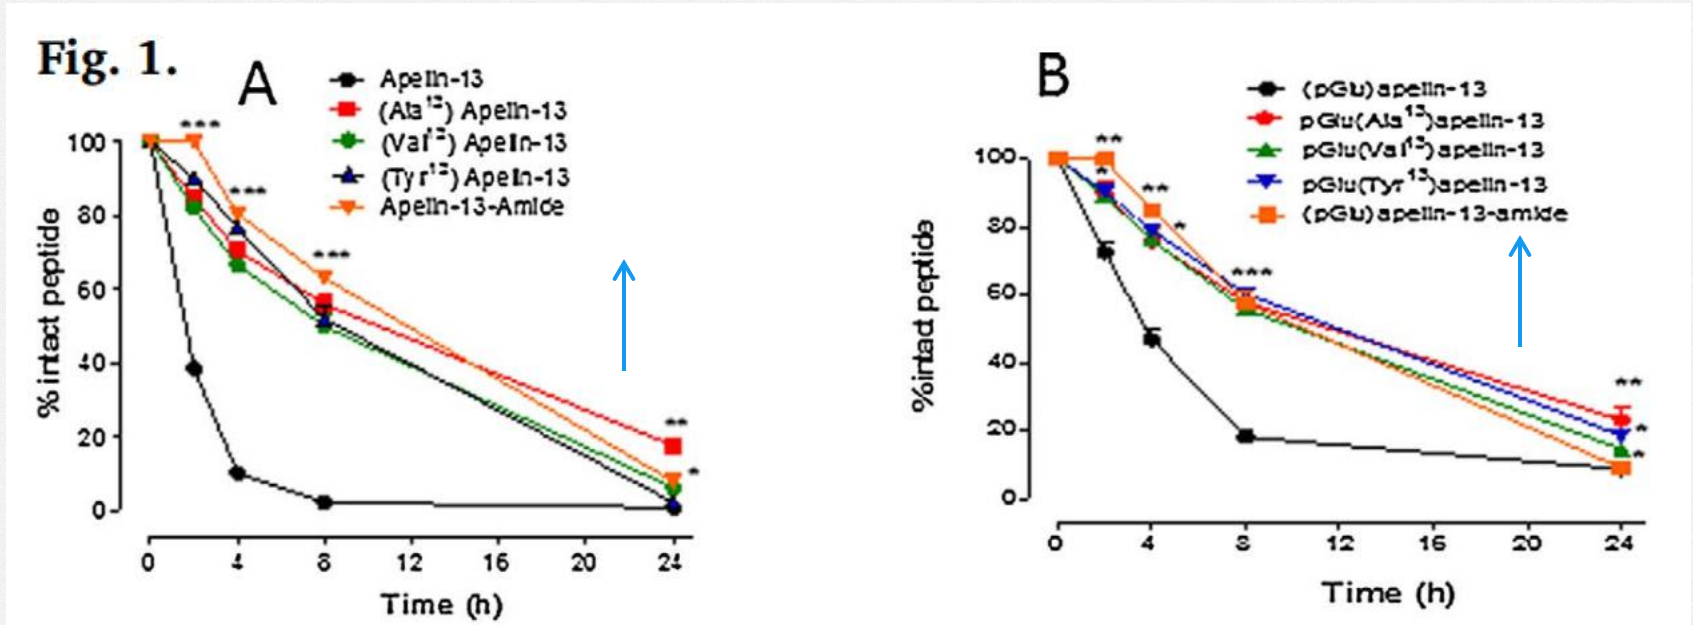 Fig. 1.
A
Apelin-13
(Ala¹³) Apelin-13
(Val¹³) Apelin-13
(Tyr¹³) Apelin-13
Apelin-13-Amide
***
***
***
**
*
100
80
60
40
20
0
% intact peptide
0 4 8 12 16 20 24
Time (h)
B
(pGlu)apelin-13
pGlu(Ala¹³)apelin-13
pGlu(Val¹³)apelin-13
pGlu(Tyr¹³)apelin-13
(pGlu)apelin-13-amide
**
*
**
*
***
**
*
*
100
80
60
40
20
0
%intact peptide
0 4 8 12 16 20 24
Time (h)